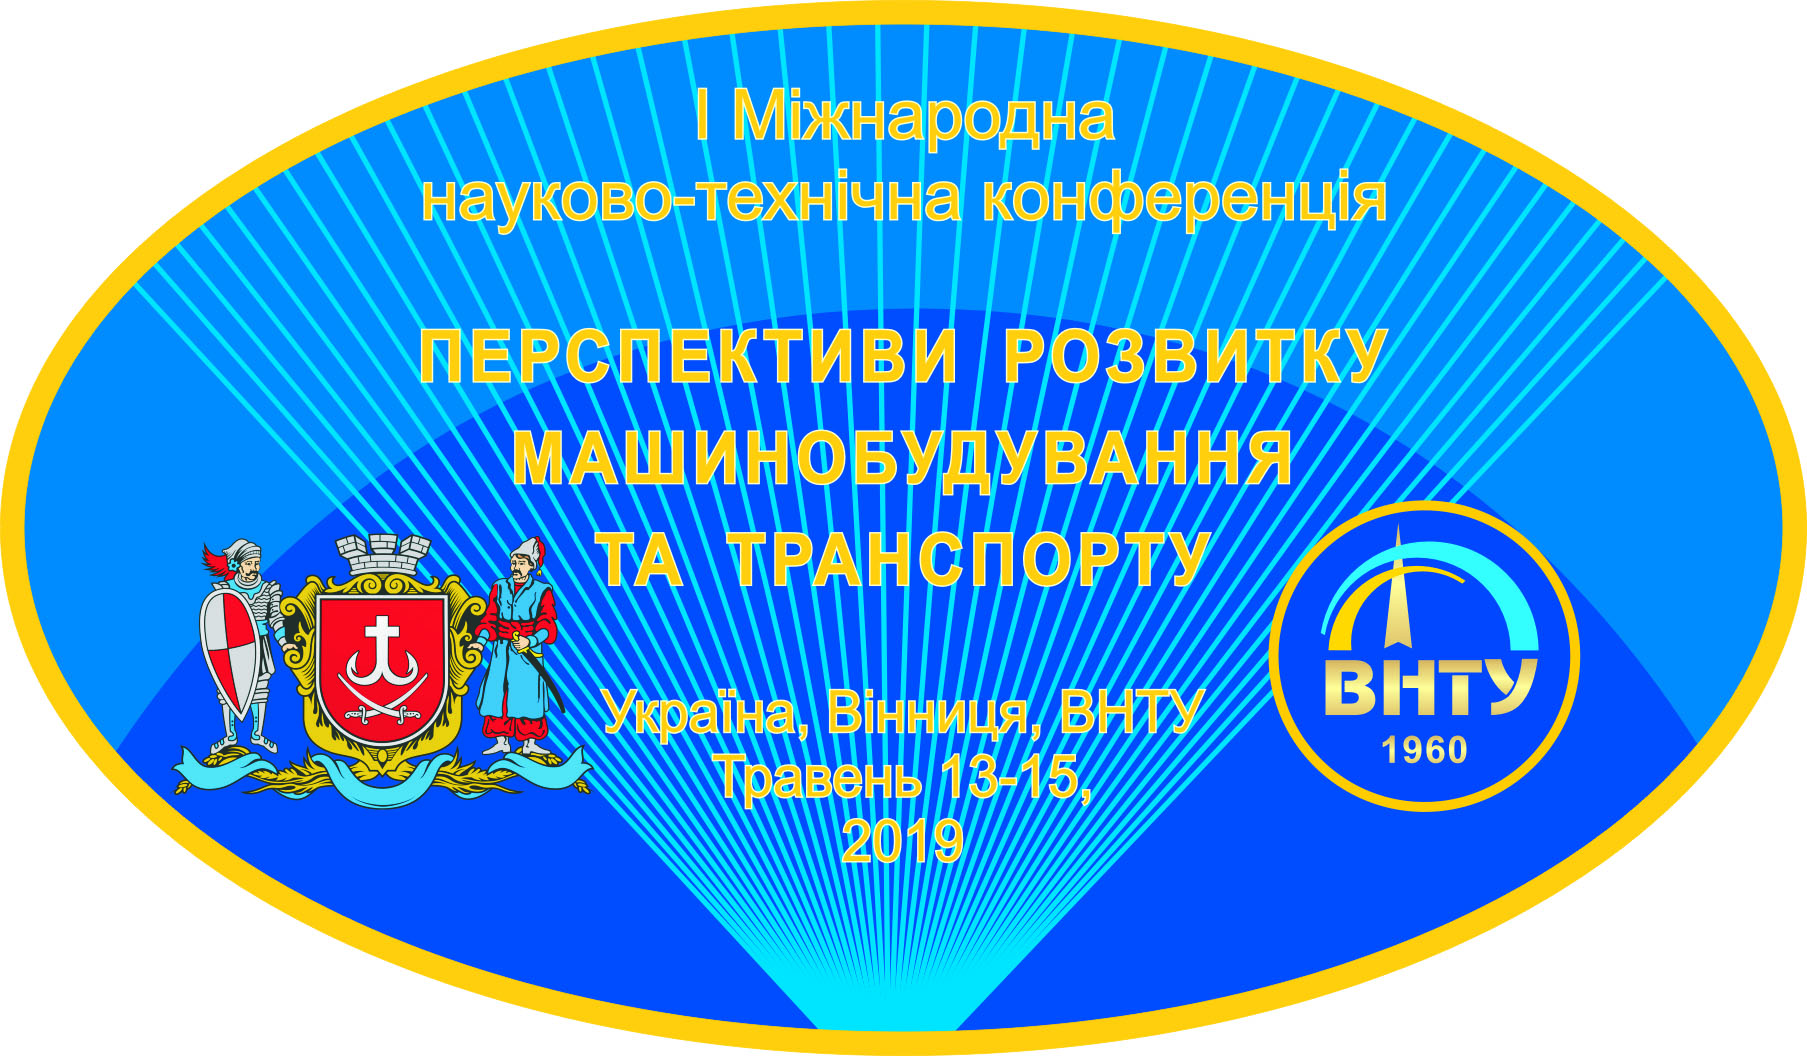 І Міжнародна
науково-технічна конференція
ПЕРСПЕКТИВИ РОЗВИТКУ
МАШИНОБУДУВАННЯ
ТА ТРАНСПОРТУ
Україна, Вінниця, ВНТУ
Травень 13-15,
2019
ВНТУ
1960